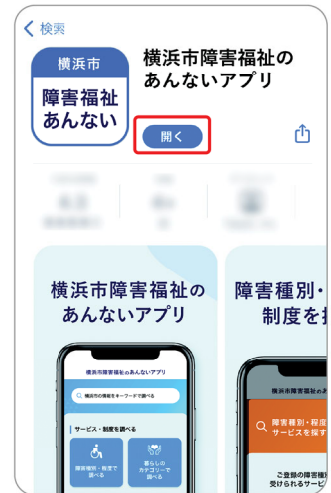 検索
横浜市
障害福祉
あんない
横浜市障害福祉の
あんないアプリ
開く
横浜市障害福祉の
あんないアプリ
横浜市障害福祉のあんないアプリ
横浜市の情報をキーワードで調べる
サービス・制度を調べる
障害種別・程度で
調べる
暮らしの
カテゴリーで
調べる
障害種別・
制度を
横浜市障害福祉の
障害種別・程度
サービスを探す
ご登録の障害種
受けられるサービ